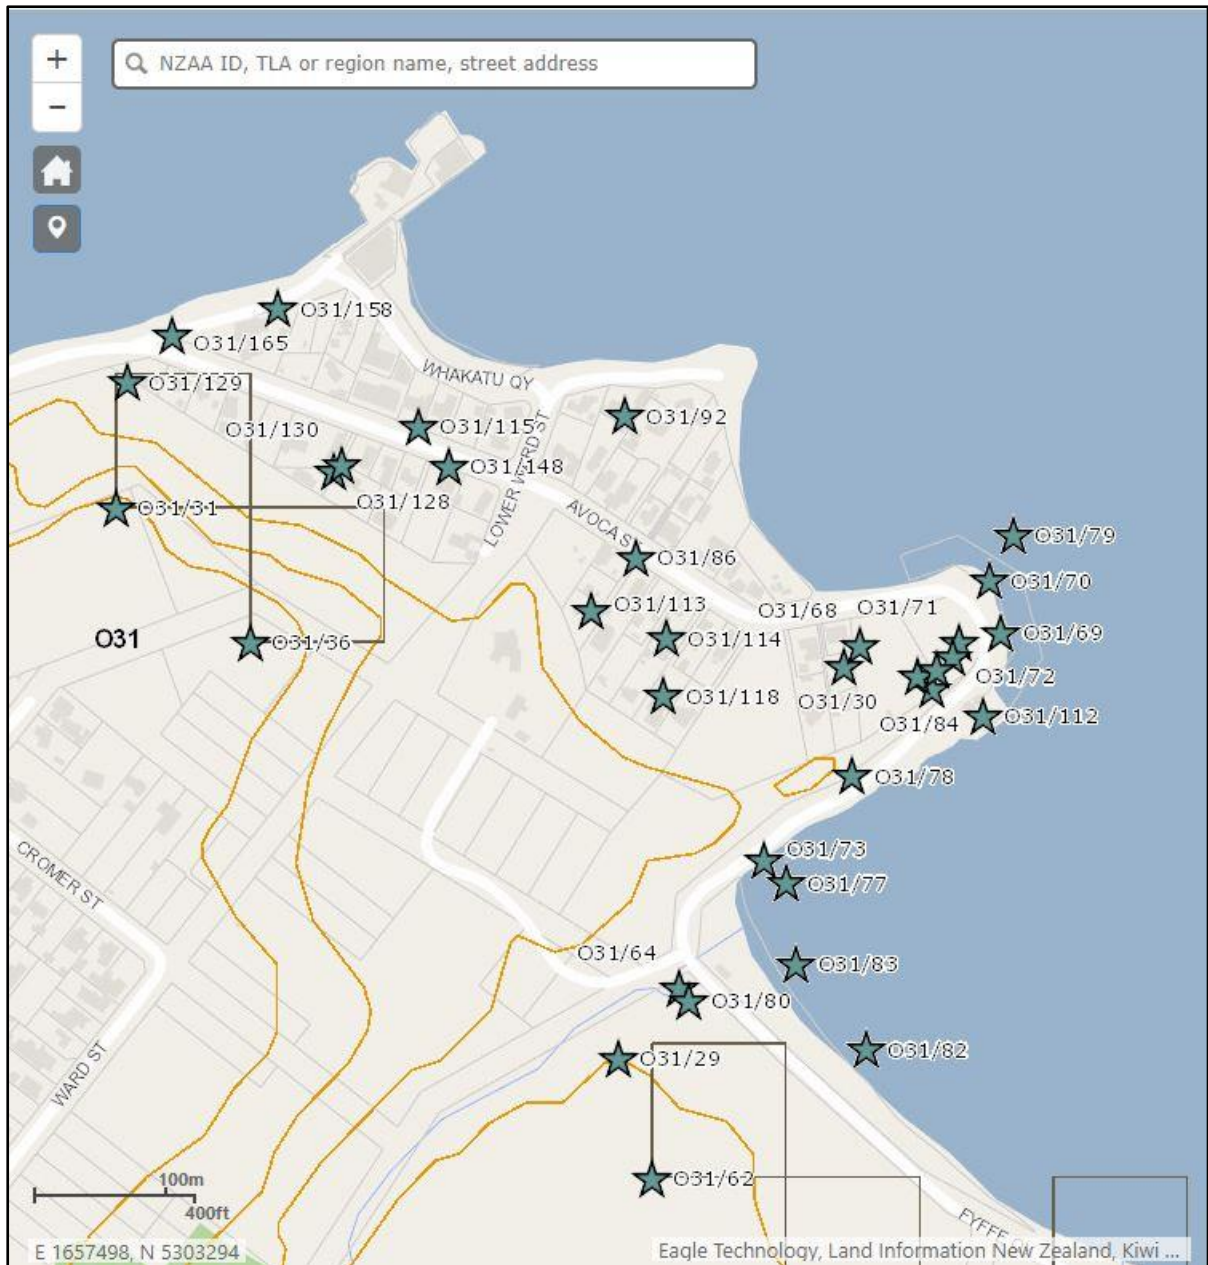 +
NZAA ID, TLA or region name, street address
−
O31/158
O31/165
WHAKATU QY
O31/129
O31/92
O31/130
O31/115
O31/148
LOWER WARD ST
O31/128
O31/31
AVOCA ST
O31/79
O31/86
O31/70
O31/113
O31/68
O31/71
O31
O31/36
O31/114
O31/69
O31/72
O31/118
O31/30
O31/84
O31/112
O31/78
O31/73
CROMER ST
O31/77
O31/64
O31/83
O31/80
O31/29
O31/82
WARD ST
100m
O31/62
400ft
E 1657498, N 5303294
Eagle Technology, Land Information New Zealand, Kiwi ...